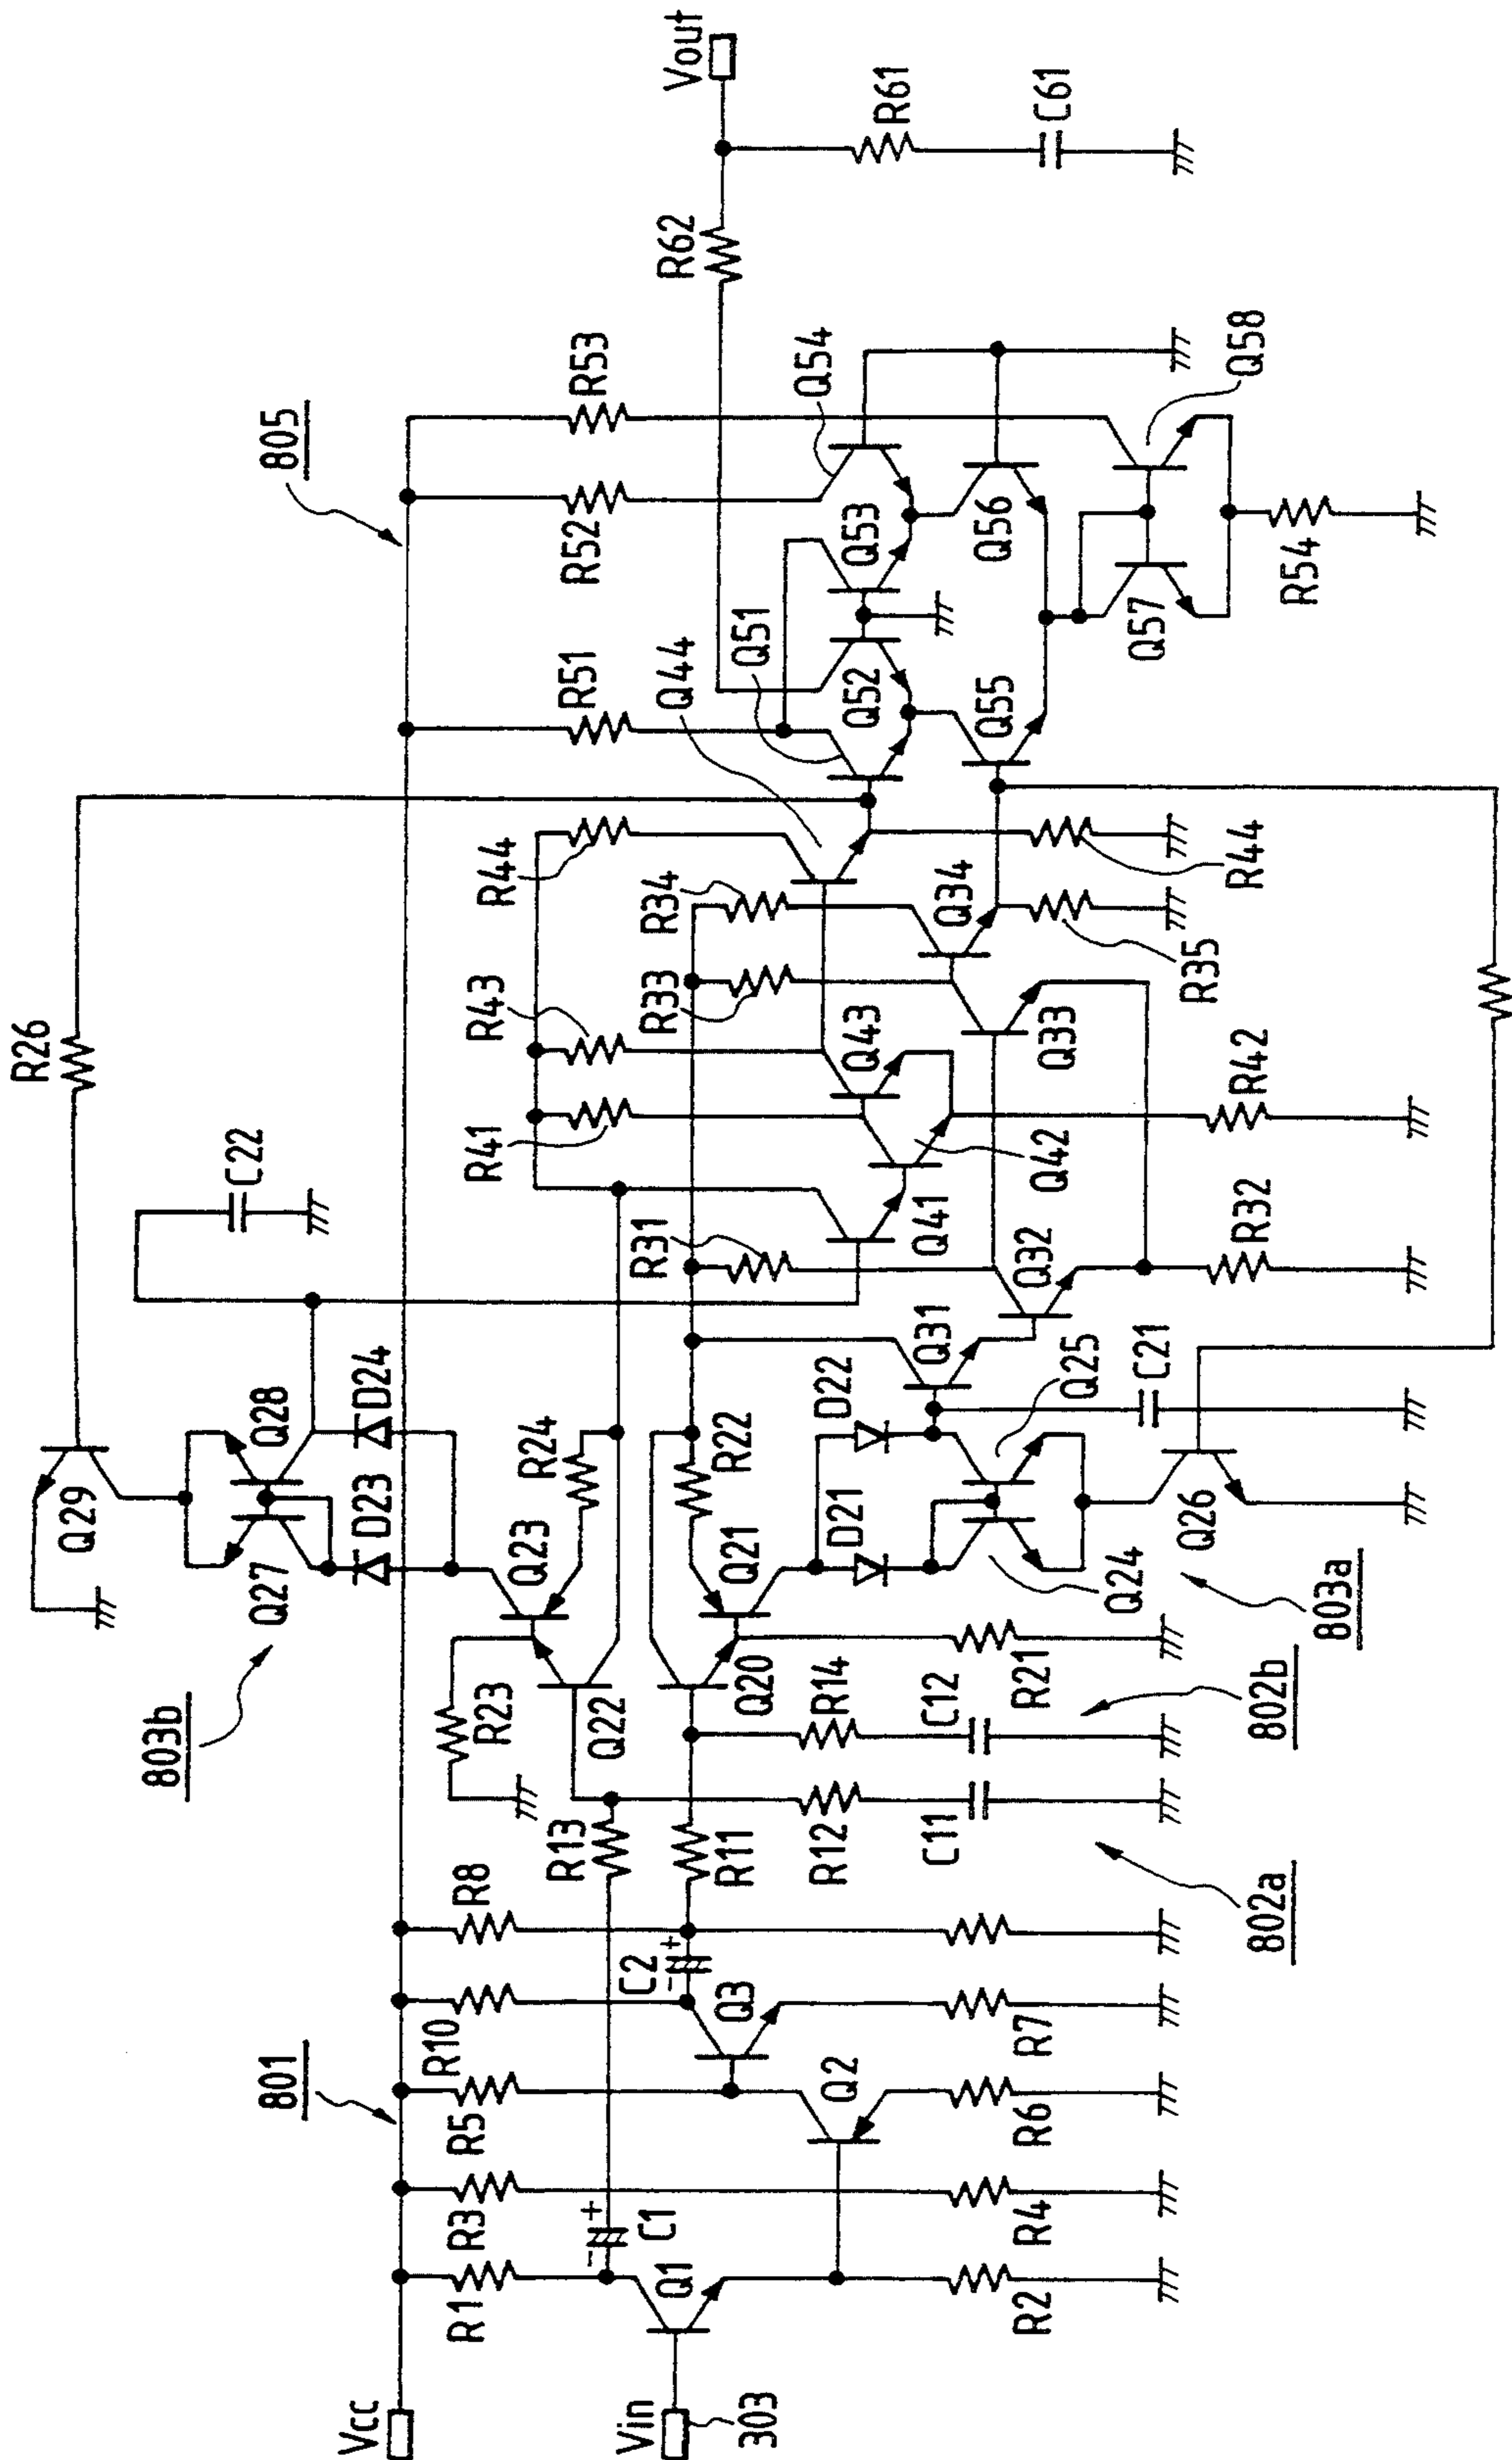 Vcc
Vin
303
801
R1
R3
R5
R10
R8
C1
C2
Q1
Q2
Q3
R2
R4
R6
R7
R13
R11
R12
R14
C11
C12
802a
802b
803b
R23
Q22
Q23
R24
Q20
Q21
R22
R21
Q27
Q28
Q29
D23
D24
D21
D22
Q24
Q25
Q26
C21
C22
803a
R26
Q31
Q32
Q33
Q34
R31
R32
R33
R34
R35
Q41
Q42
Q43
Q44
R41
R42
R43
R44
R44
805
R51
R52
R53
Q51
Q52
Q53
Q54
Q55
Q56
Q57
Q58
R54
R62
Vout
R61
C61